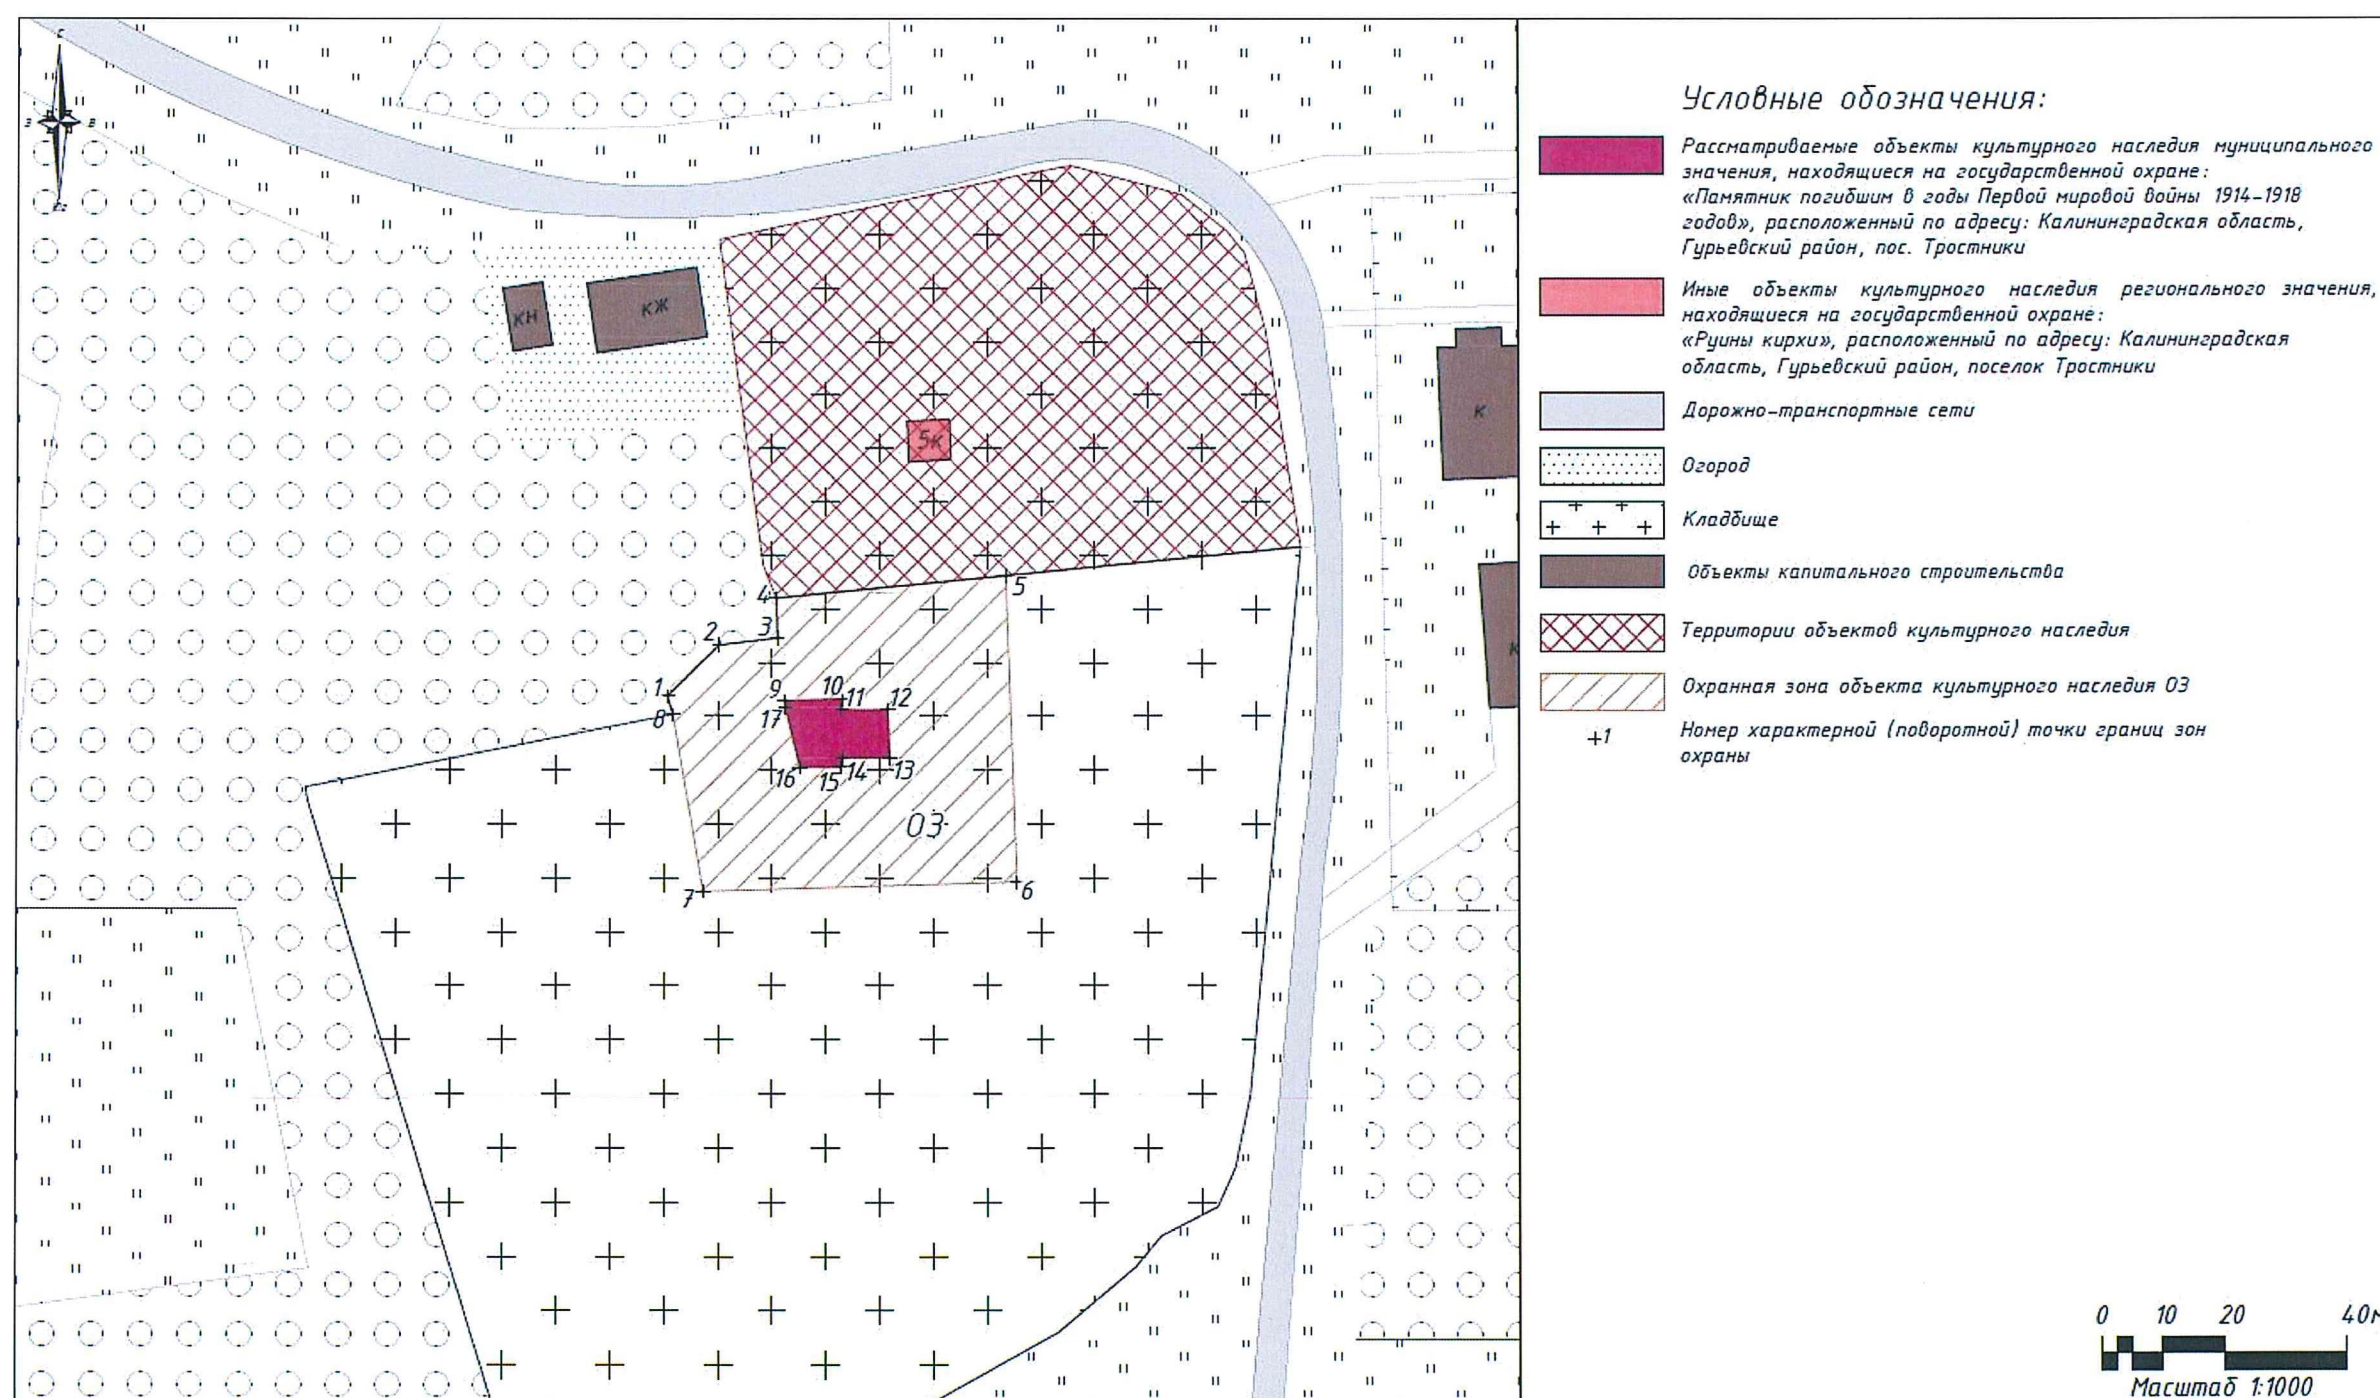 С
З
В
Ю
КН
КЖ
5К
К
К
4
5
2
3
1
8
9
10
11
12
17
16
15
14
13
ОЗ
7
6
Условные обозначения:
Рассматриваемые объекты культурного наследия муниципального
значения, находящиеся на государственной охране:
«Памятник погибшим в годы Первой мировой войны 1914-1918
годов», расположенный по адресу: Калининградская область,
Гурьевский район, пос. Тростники
Иные объекты культурного наследия регионального значения,
находящиеся на государственной охране:
«Руины кирхи», расположенный по адресу: Калининградская
область, Гурьевский район, поселок Тростники
Дорожно-транспортные сети
Огород
Кладбище
Объекты капитального строительства
Территории объектов культурного наследия
Охранная зона объекта культурного наследия ОЗ
+1 Номер характерной (поворотной) точки границ зон
охраны
0 10 20 40м
Масштаб 1:1000